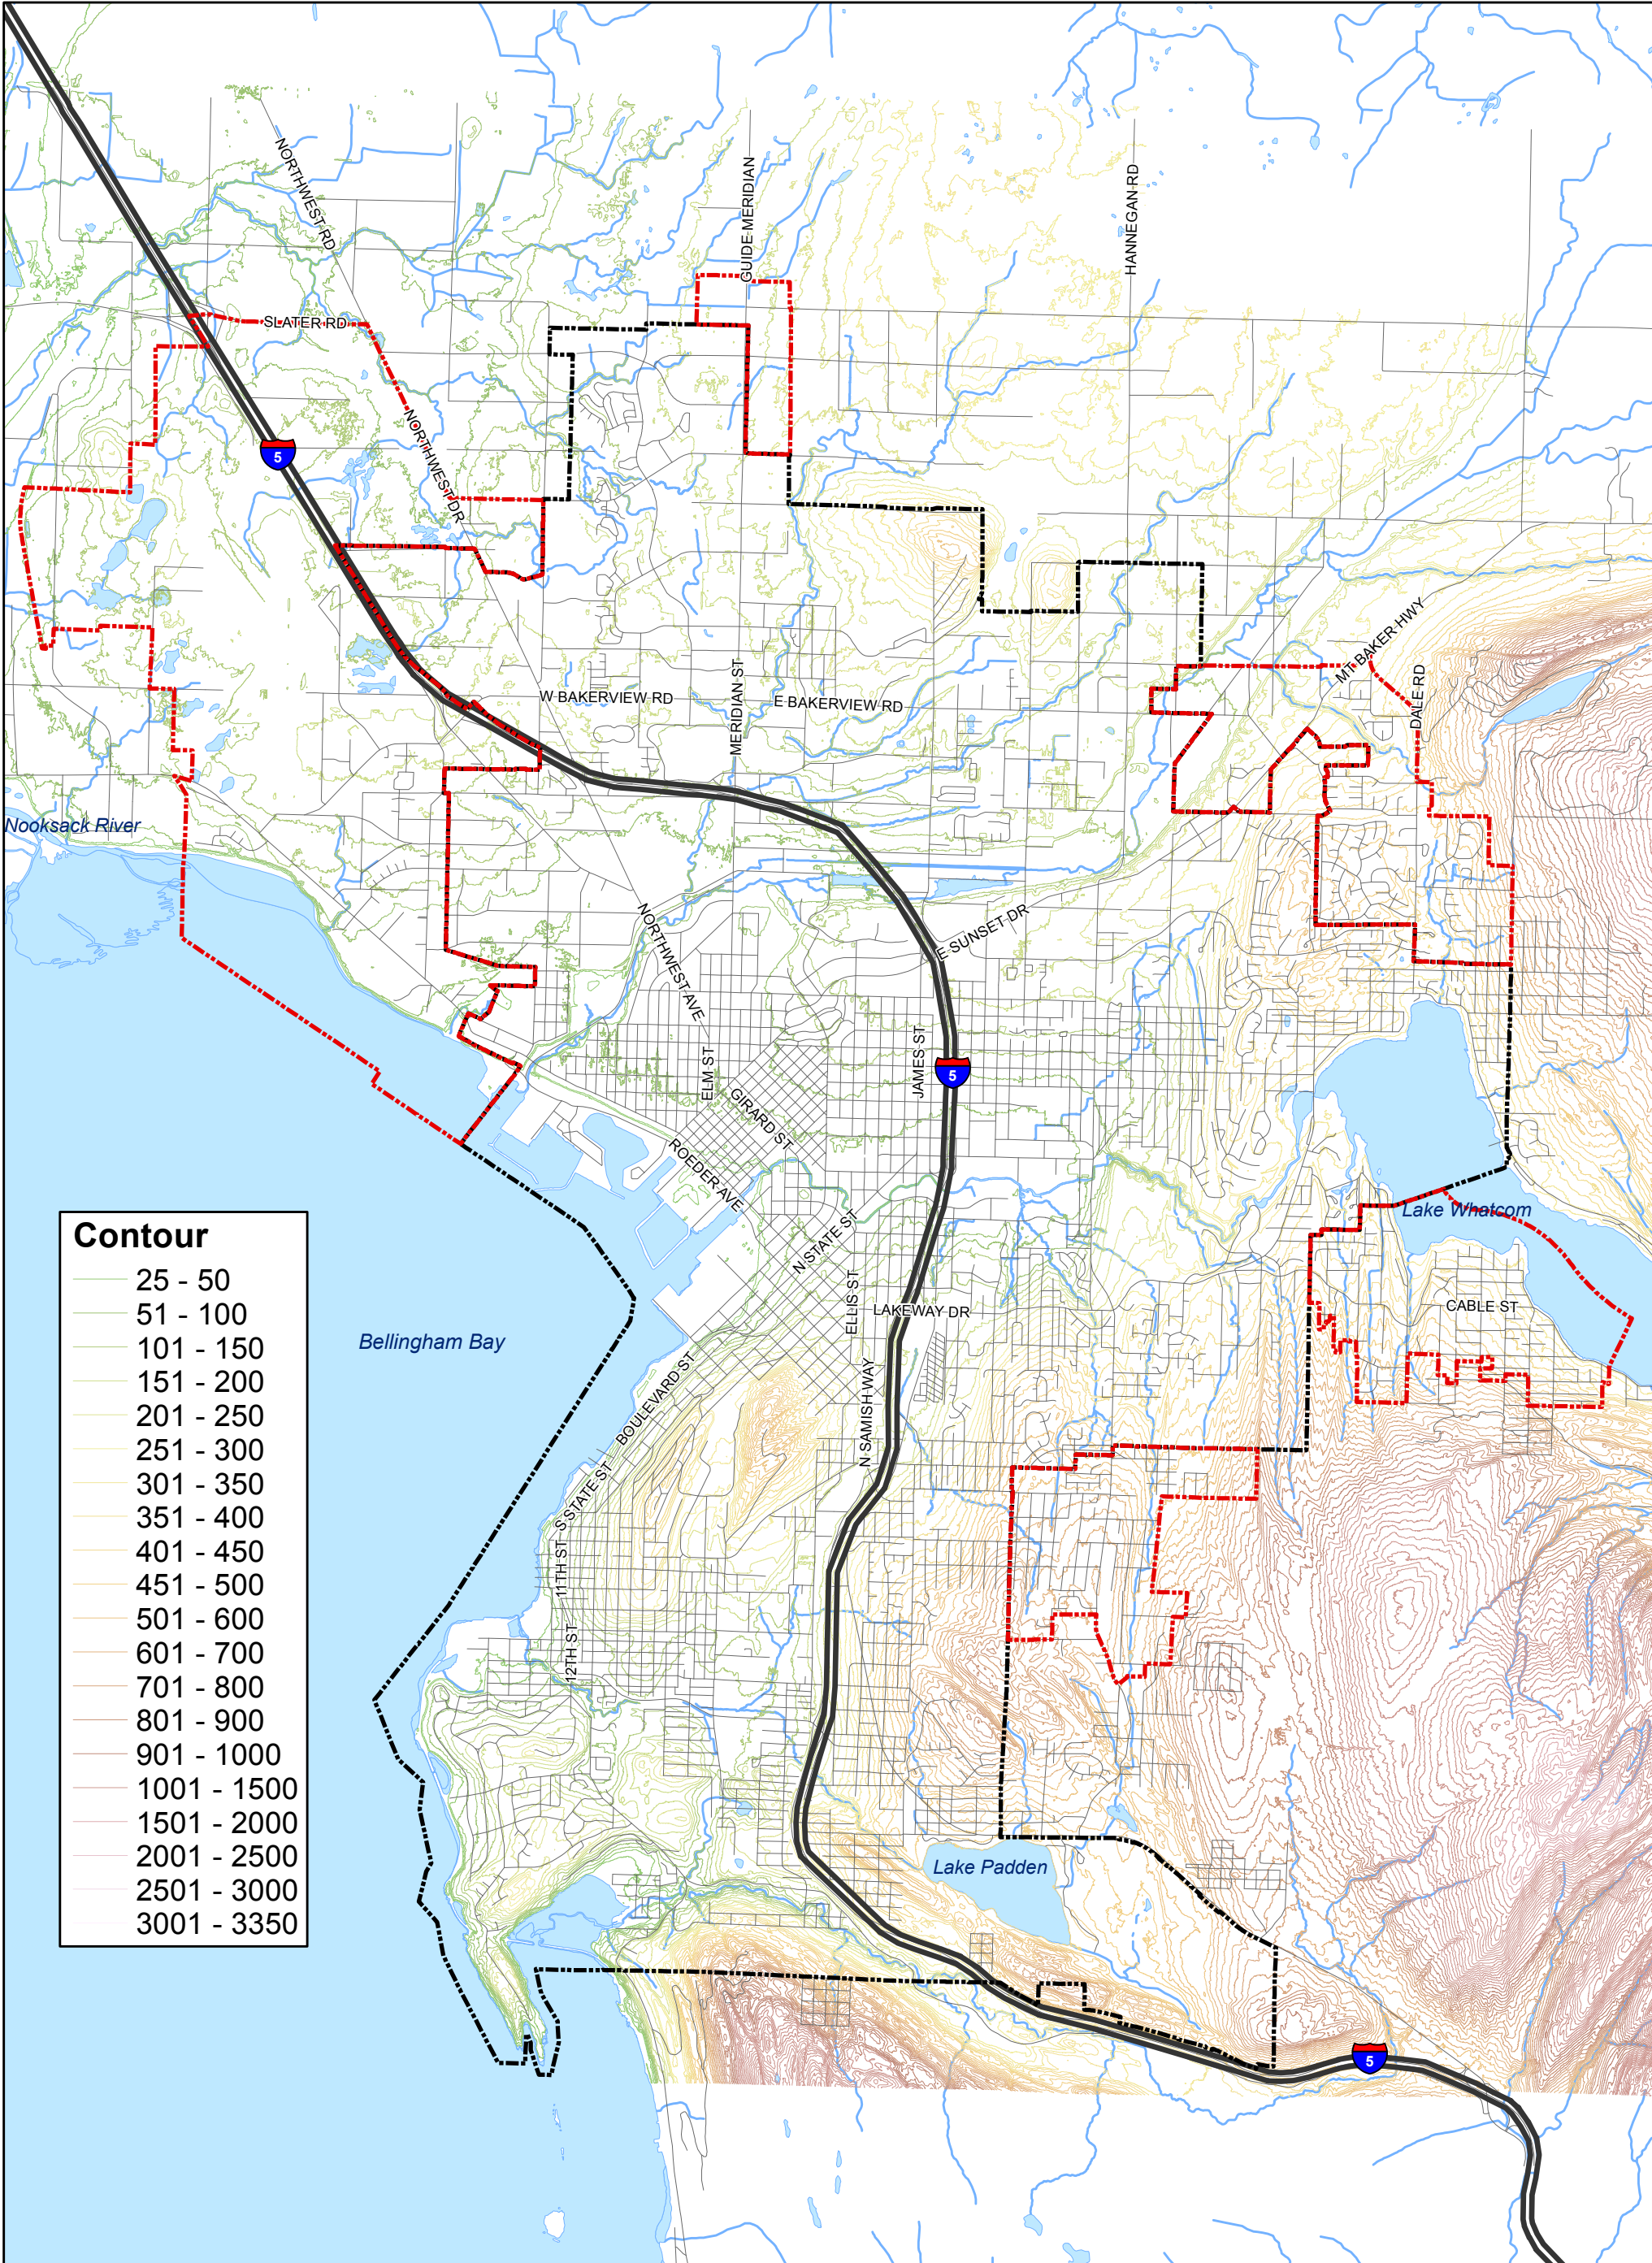 NORTHWEST RD
GUIDE MERIDIAN
HANNEGAN RD
SLATER RD
NORTHWEST DR
5
MT BAKER HWY
DALE RD
W BAKERVIEW RD
MERIDIAN ST
E BAKERVIEW RD
Nooksack River
NORTHWEST AVE
E SUNSET DR
ELM ST
JAMES ST
5
GIRARD ST
ROEDER AVE
Lake Whatcom
N STATE ST
ELLIS ST
LAKEWAY DR
CABLE ST
Bellingham Bay
BOULEVARD ST
N SAMISH WAY
S STATE ST
11TH ST
12TH ST
Lake Padden
5
Contour
25 - 50
51 - 100
101 - 150
151 - 200
201 - 250
251 - 300
301 - 350
351 - 400
401 - 450
451 - 500
501 - 600
601 - 700
701 - 800
801 - 900
901 - 1000
1001 - 1500
1501 - 2000
2001 - 2500
2501 - 3000
3001 - 3350